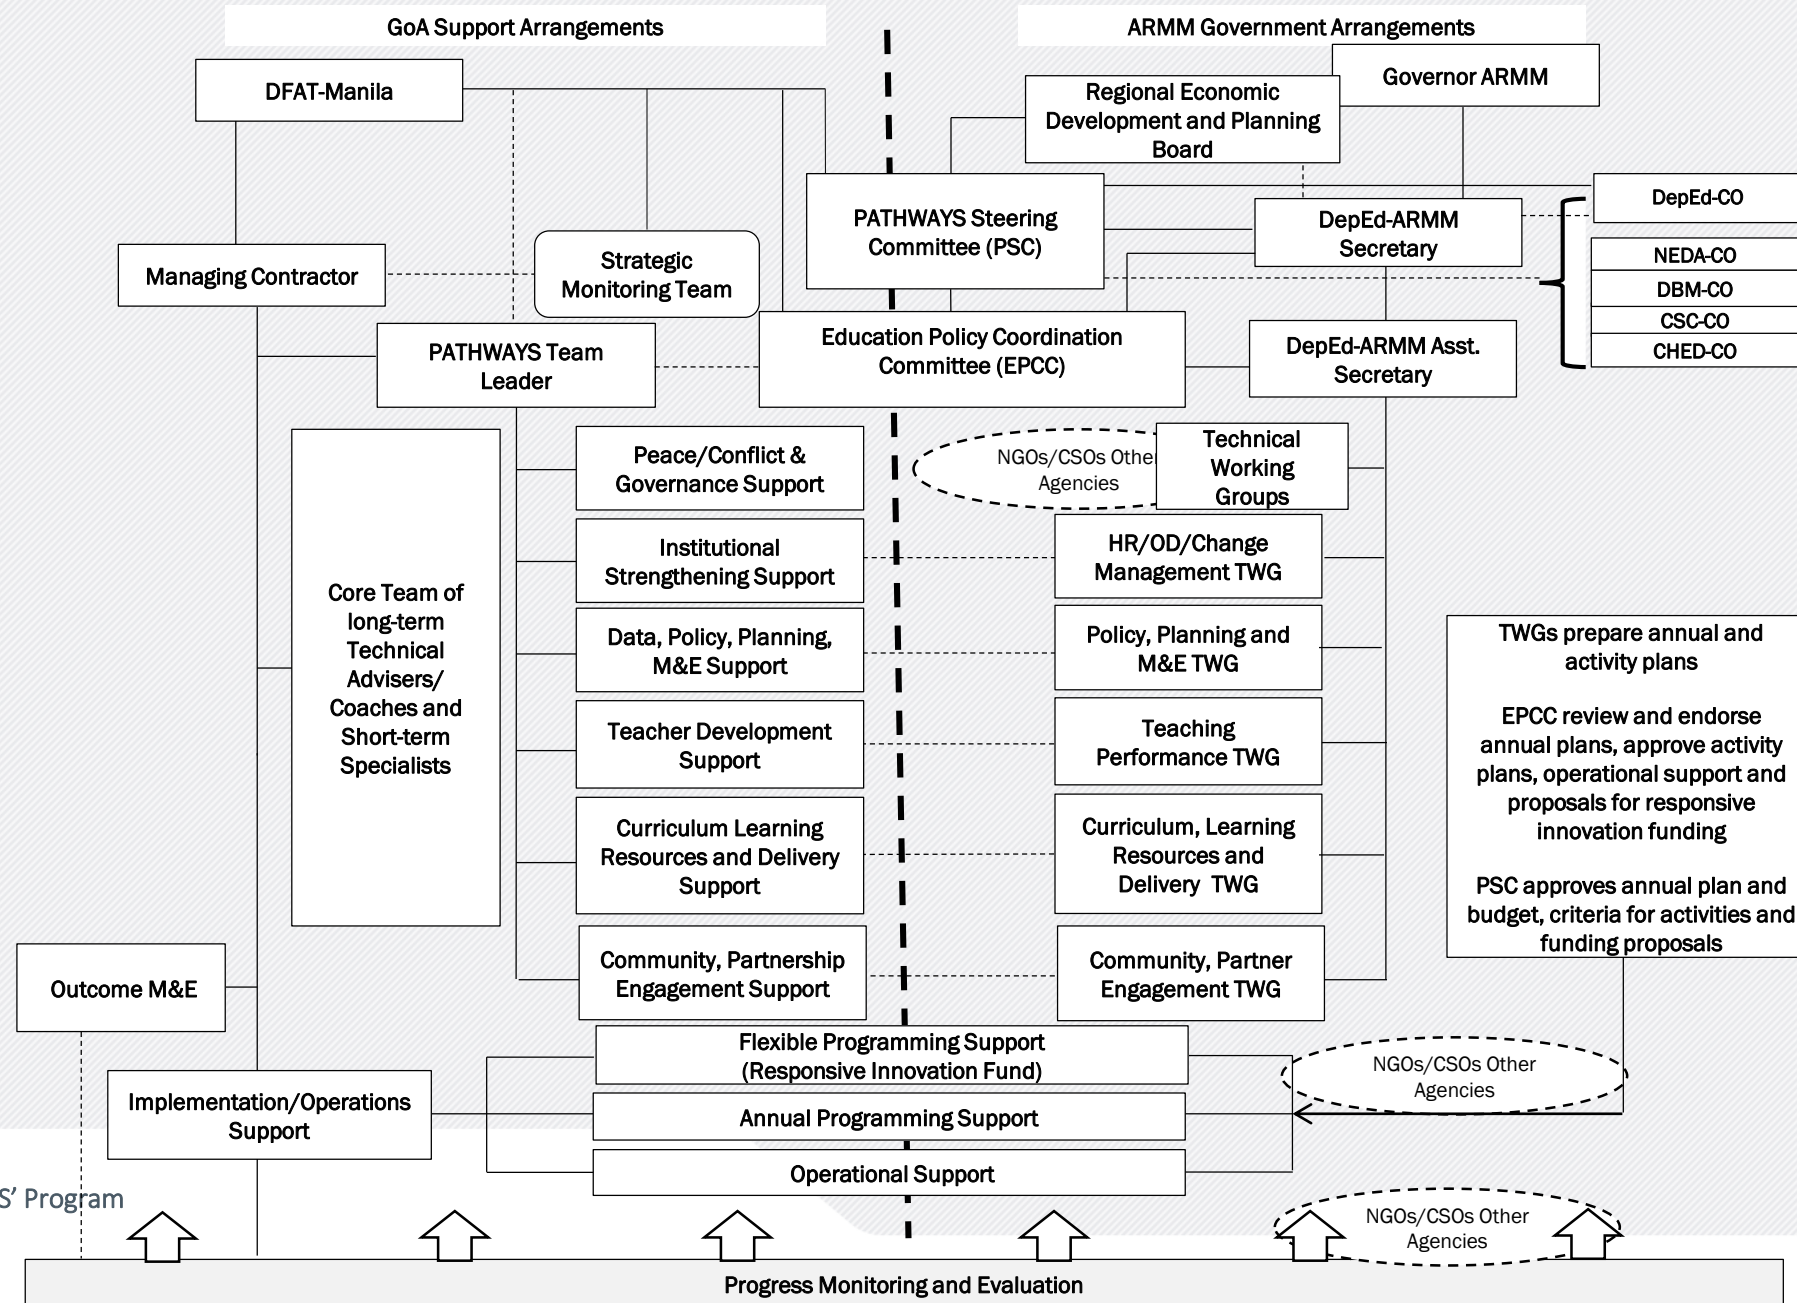 GoA Support Arrangements
ARMM Government Arrangements
DFAT-Manila
Governor ARMM
Regional Economic
Development and Planning
Board
PATHWAYS Steering
Committee (PSC)
DepEd-ARMM
Secretary
DepEd-CO
Managing Contractor
Strategic
Monitoring Team
NEDA-CO
DBM-CO
CSC-CO
CHED-CO
PATHWAYS Team
Leader
Education Policy Coordination
Committee (EPCC)
DepEd-ARMM Asst.
Secretary
Core Team of
long-term
Technical
Advisers/
Coaches and
Short-term
Specialists
Peace/Conflict &
Governance Support
NGOs/CSOs Other
Agencies
Technical
Working
Groups
Institutional
Strengthening Support
HR/OD/Change
Management TWG
Data, Policy, Planning,
M&E Support
Policy, Planning and
M&E TWG
Teacher Development
Support
Teaching
Performance TWG
Curriculum Learning
Resources and Delivery
Support
Curriculum, Learning
Resources and
Delivery TWG
Community, Partnership
Engagement Support
Community, Partner
Engagement TWG
TWGs prepare annual and
activity plans
EPCC review and endorse
annual plans, approve activity
plans, operational support and
proposals for responsive
innovation funding
PSC approves annual plan and
budget, criteria for activities and
funding proposals
Outcome M&E
Implementation/Operations
Support
Flexible Programming Support
(Responsive Innovation Fund)
Annual Programming Support
Operational Support
NGOs/CSOs Other
Agencies
S' Program
NGOs/CSOs Other
Agencies
Progress Monitoring and Evaluation